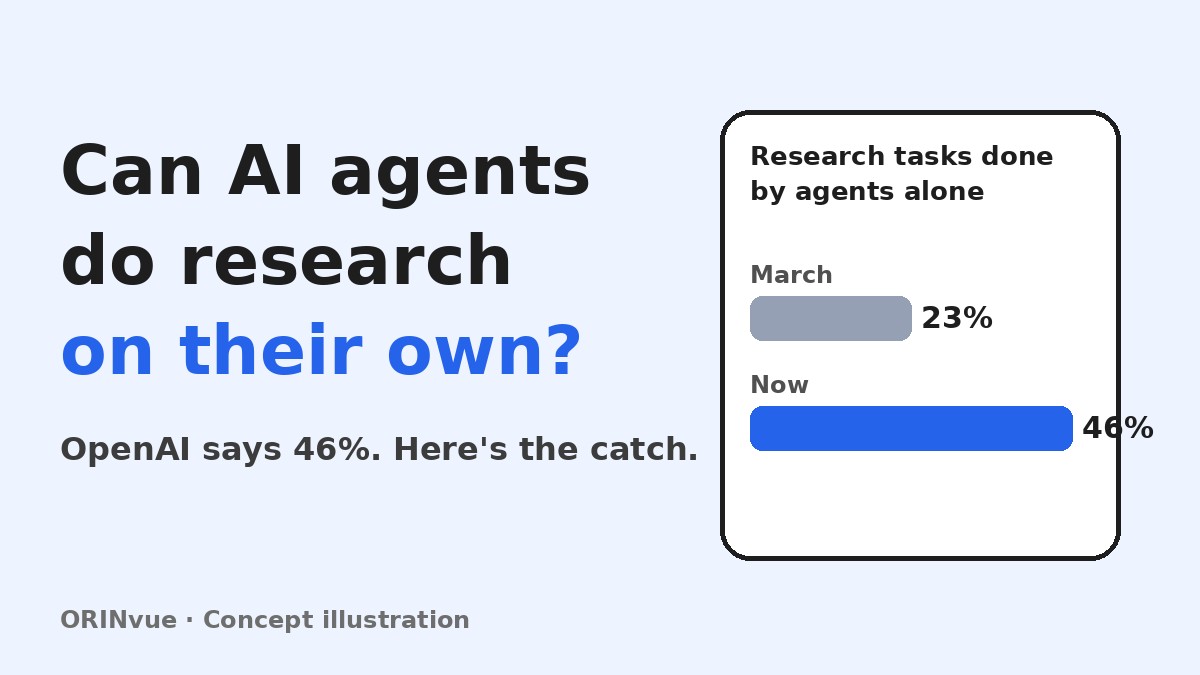 Can AI agents
do research
on their own?
OpenAI says 46%. Here's the catch.
ORINvue · Concept illustration
Research tasks done
by agents alone
March
23%
Now
46%